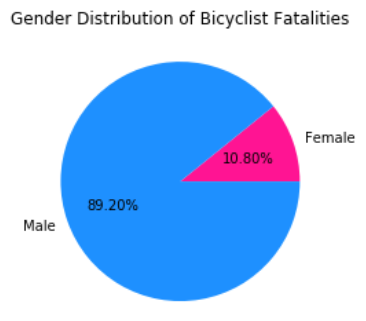 Gender Distribution of Bicyclist Fatalities
Female
10.80%
89.20%
Male